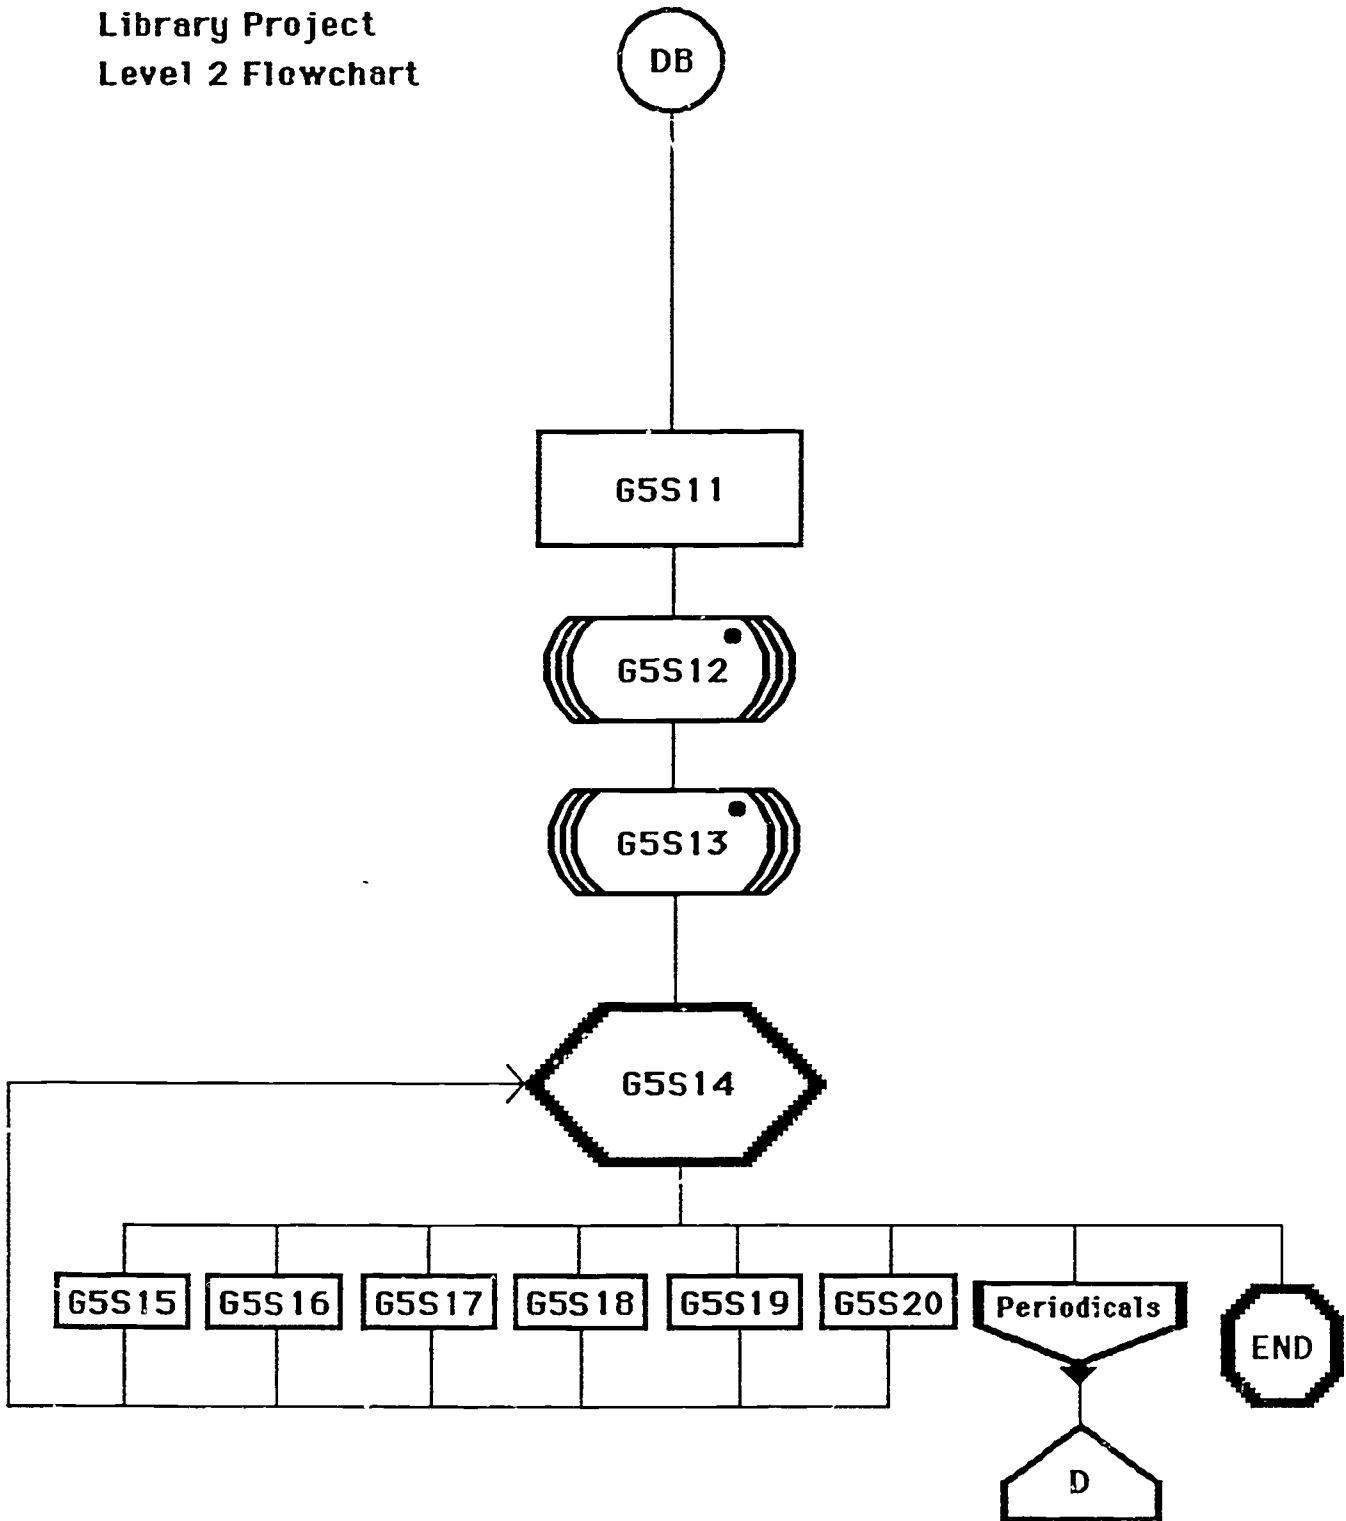 Library Project
Level 2 Flowchart
DB
G5S11
G5S12
G5S13
G5S14
G5S15 G5S16 G5S17 G5S18 G5S19 G5S20 Periodicals
END
D